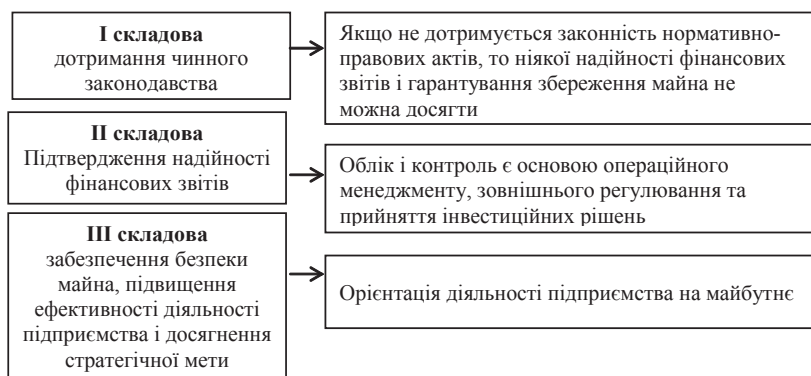 І складова
дотримання чинного
законодавства
Якщо не дотримується законність нормативно-
правових актів, то ніякої надійності фінансових
звітів і гарантування збереження майна не
можна досягти
ІІ складова
Підтвердження надійності
фінансових звітів
Облік і контроль є основою операційного
менеджменту, зовнішнього регулювання та
прийняття інвестиційних рішень
ІІІ складова
забезпечення безпеки
майна, підвищення
ефективності діяльності
підприємства і досягнення
стратегічної мети
Орієнтація діяльності підприємства на майбутнє